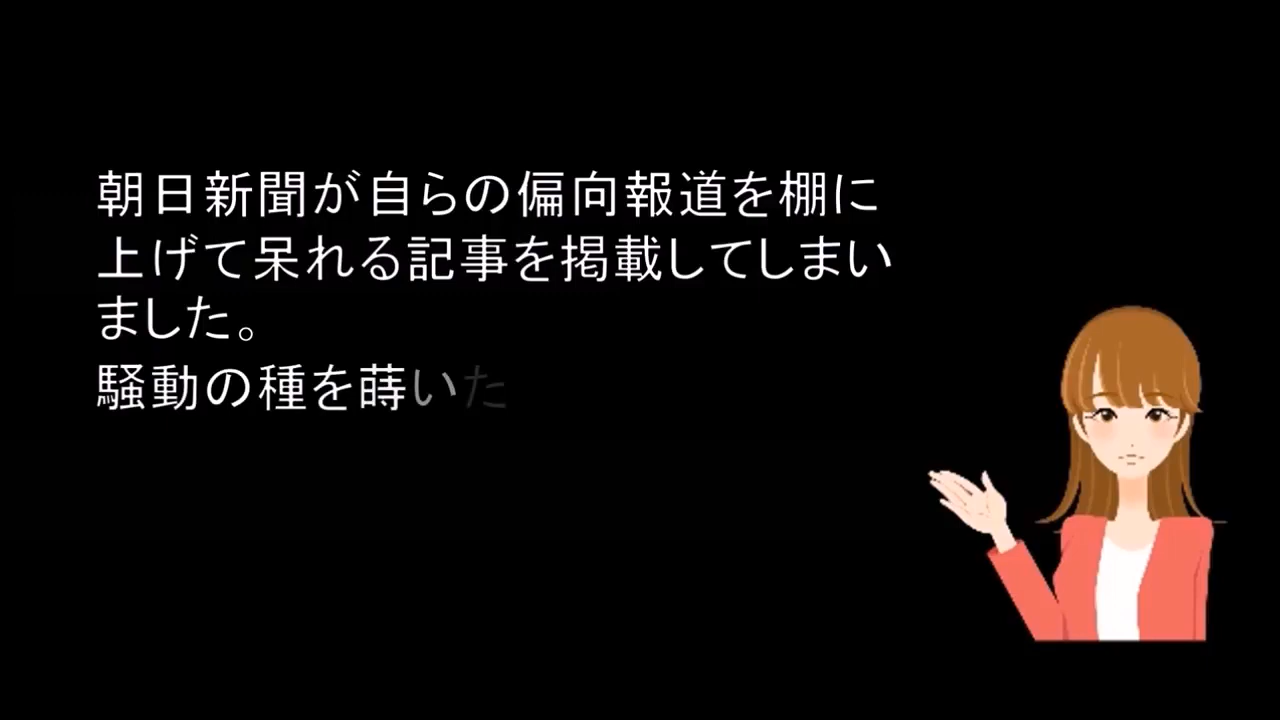 朝日新聞が自らの偏向報道を棚に
上げて呆れる記事を掲載してしまい
ました。
騒動の種を蒔いた